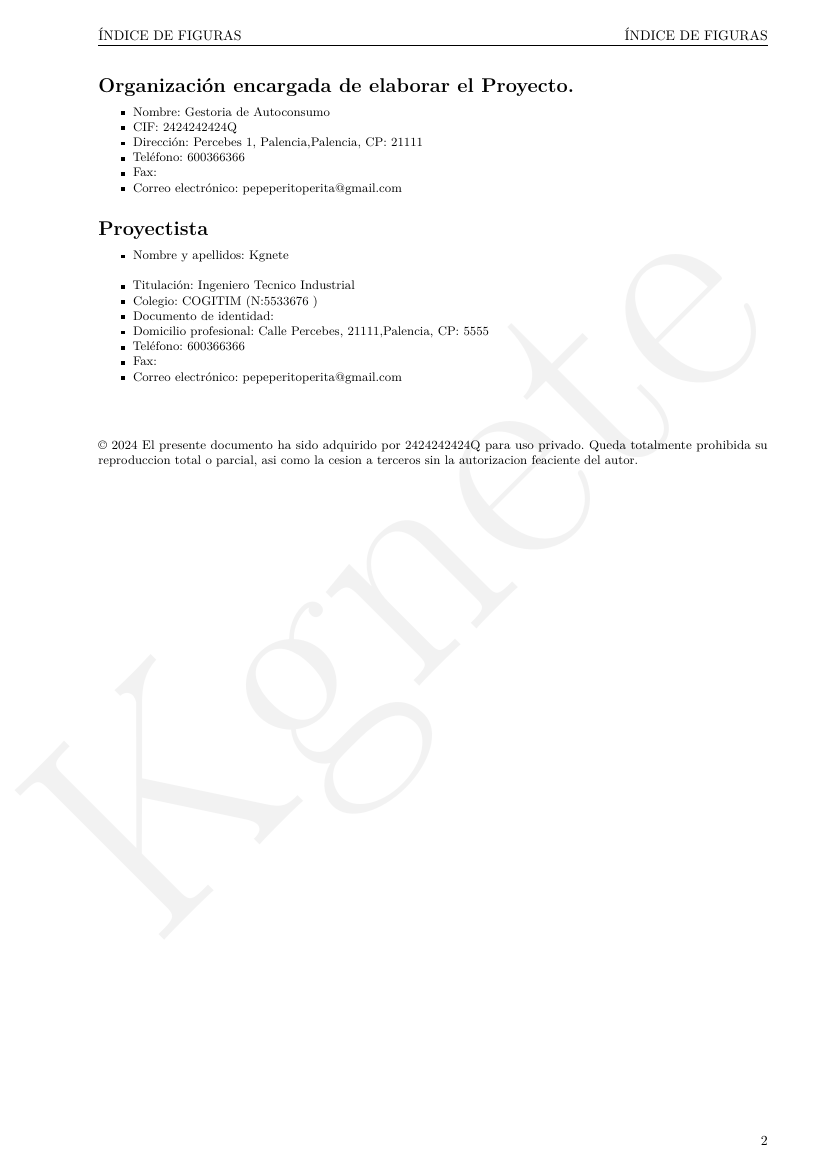 ÍNDICE DE FIGURAS ÍNDICE DE FIGURAS
Organización encargada de elaborar el Proyecto.
Nombre: Gestoria de Autoconsumo
CIF: 2424242424Q
Dirección: Percebes 1, Palencia,Palencia, CP: 21111
Teléfono: 600366366
Fax:
Correo electrónico: pepeperitoperita@gmail.com
Proyectista
Nombre y apellidos: Kgnete
Titulación: Ingeniero Tecnico Industrial
Colegio: COGITIM (N:5533676 )
Documento de identidad:
Domicilio profesional: Calle Percebes, 21111,Palencia, CP: 5555
Teléfono: 600366366
Fax:
Correo electrónico: pepeperitoperita@gmail.com
© 2024 El presente documento ha sido adquirido por 2424242424Q para uso privado. Queda totalmente prohibida su
reproduccion total o parcial, asi como la cesion a terceros sin la autorizacion feaciente del autor.
Kgnete
2